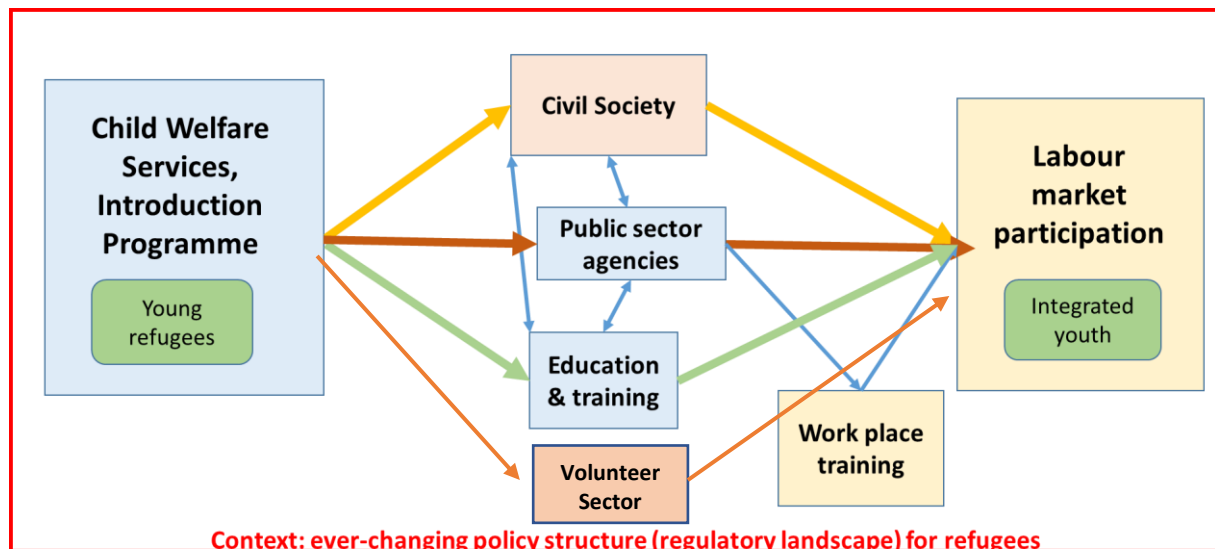 Child Welfare
Services,
Introduction
Programme
Young
refugees
Civil Society
Public sector
agencies
Education
& training
Volunteer
Sector
Work place
training
Labour
market
participation
Integrated
youth
Context: ever-changing policy structure (regulatory landscape) for refugees